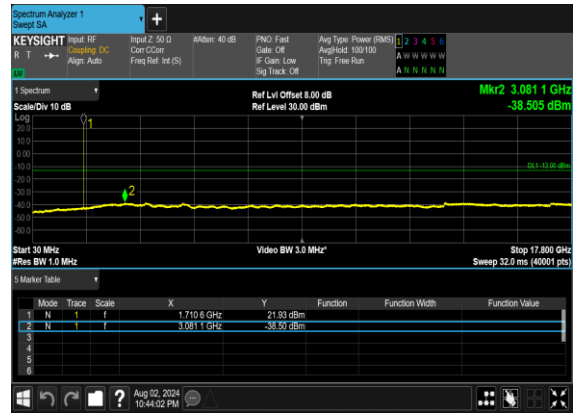 Spectrum Analyzer 1
Swept SA
+
KEYSIGHT Input: RF Input Z: 50 Ω #Atten: 40 dB PNO: Fast Avg Type: Power (RMS) 1 2 3 4 5 6
R T Coupling: DC Corr CCorr Gate: Off Avg|Hold: 100/100 A W W W W W
Align: Auto Freq Ref: Int (S) IF Gain: Low Trig: Free Run
Sig Track: Off A N N N N N
1 Spectrum Ref Lvl Offset 8.00 dB Mkr2 3.081 1 GHz
Scale/Div 10 dB Ref Level 30.00 dBm -38.505 dBm
Log
1
20.0
10.0
0.00
-10.0 DL1 -13.00 dBm
-20.0
-30.0 2
-40.0
-50.0
-60.0
Start 30 MHz Video BW 3.0 MHz* Stop 17.800 GHz
#Res BW 1.0 MHz Sweep 32.0 ms (40001 pts)
5 Marker Table
Mode Trace Scale X Y Function Function Width Function Value
1 N 1 f 1.710 6 GHz 21.93 dBm
2 N 1 f 3.081 1 GHz -38.50 dBm
3
4
5
6
? Aug 02, 2024
10:44:02 PM